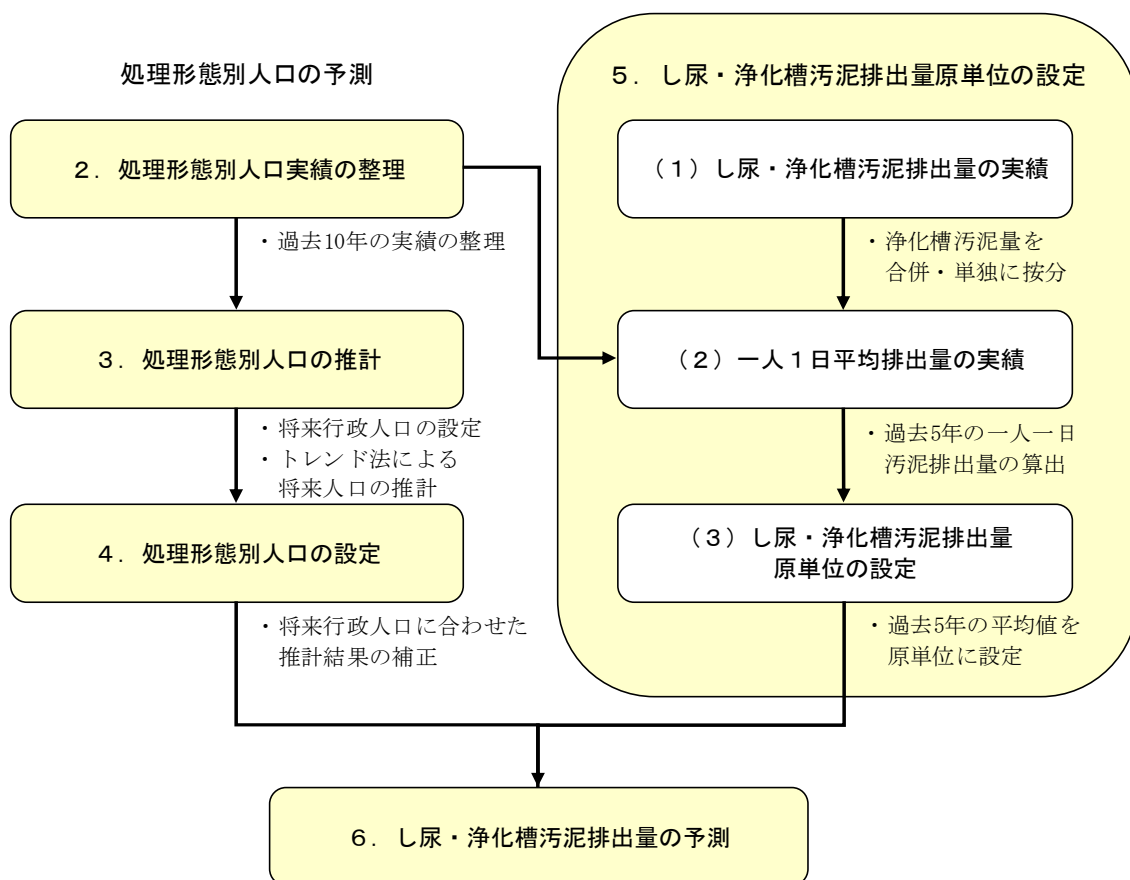 処理形態別人口の予測
２．処理形態別人口実績の整理
・過去10年の実績の整理
３．処理形態別人口の推計
・将来行政人口の設定
・トレンド法による
将来人口の推計
４．処理形態別人口の設定
・将来行政人口に合わせた
推計結果の補正
５．し尿・浄化槽汚泥排出量原単位の設定
（１）し尿・浄化槽汚泥排出量の実績
・浄化槽汚泥量を
合併・単独に按分
（２）一人１日平均排出量の実績
・過去5年の一人一日
汚泥排出量の算出
（３）し尿・浄化槽汚泥排出量
原単位の設定
・過去5年の平均値を
原単位に設定
６．し尿・浄化槽汚泥排出量の予測